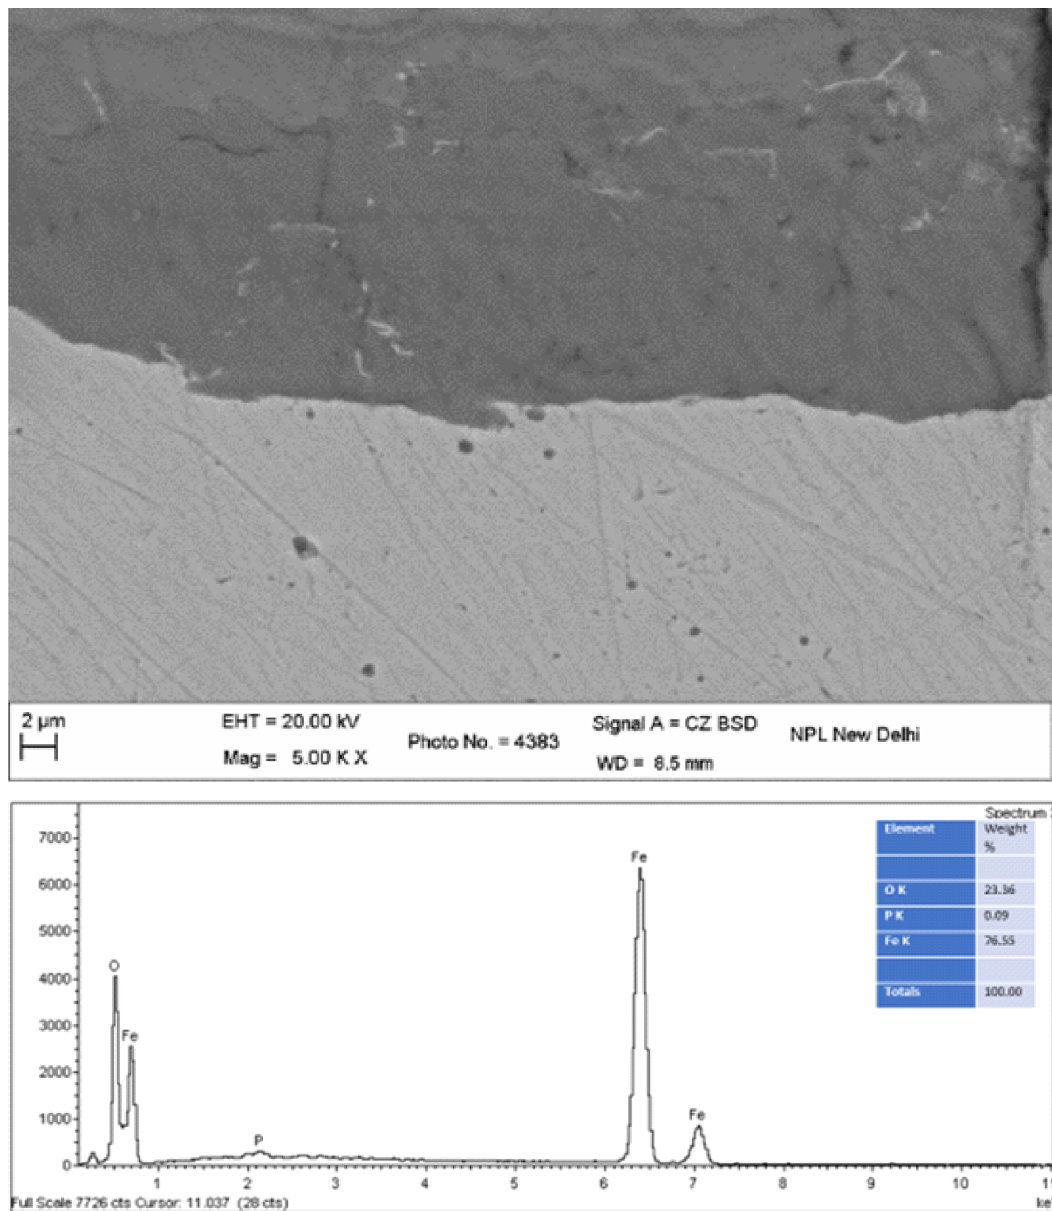 2 µm
EHT = 20.00 kV
Mag = 5.00 K X
Photo No. = 4383
Signal A = CZ BSD
WD = 8.5 mm
NPL New Delhi
Spectrum
Element Weight %
O K 23.36
P K 0.09
Fe K 76.55
Totals 100.00
7000
6000
5000
4000
3000
2000
1000
0
O
Fe
P
Fe
Fe
1 2 3 4 5 6 7 8 9 10 11
Full Scale 7726 cts Cursor: 11.037 (28 cts)
ke